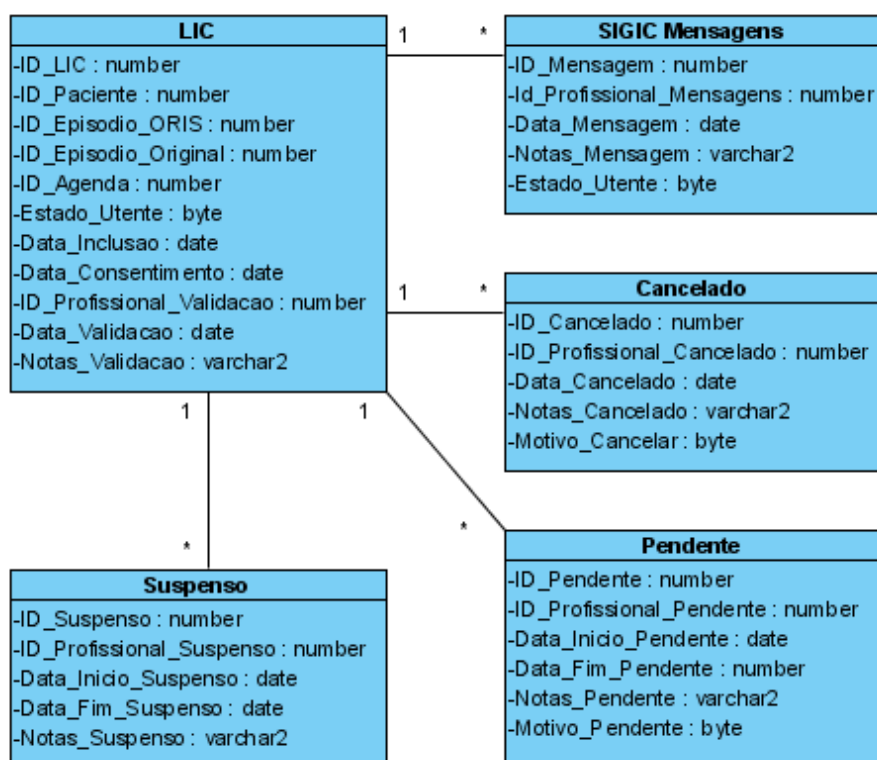 LIC
-ID_LIC : number
-ID_Paciente : number
-ID_Episodio_ORIS : number
-ID_Episodio_Original : number
-ID_Agenda : number
-Estado_Utente : byte
-Data_Inclusao : date
-Data_Consentimento : date
-ID_Profissional_Validacao : number
-Data_Validacao : date
-Notas_Validacao : varchar2
1
*
SIGIC Mensagens
-ID_Mensagem : number
-Id_Profissional_Mensagens : number
-Data_Mensagem : date
-Notas_Mensagem : varchar2
-Estado_Utente : byte
1
*
Cancelado
-ID_Cancelado : number
-ID_Profissional_Cancelado : number
-Data_Cancelado : date
-Notas_Cancelado : varchar2
-Motivo_Cancelar : byte
1
*
Suspenso
-ID_Suspenso : number
-ID_Profissional_Suspenso : number
-Data_Inicio_Suspenso : date
-Data_Fim_Suspenso : date
-Notas_Suspenso : varchar2
1
*
Pendente
-ID_Pendente : number
-ID_Profissional_Pendente : number
-Data_Inicio_Pendente : date
-Data_Fim_Pendente : number
-Notas_Pendente : varchar2
-Motivo_Pendente : byte